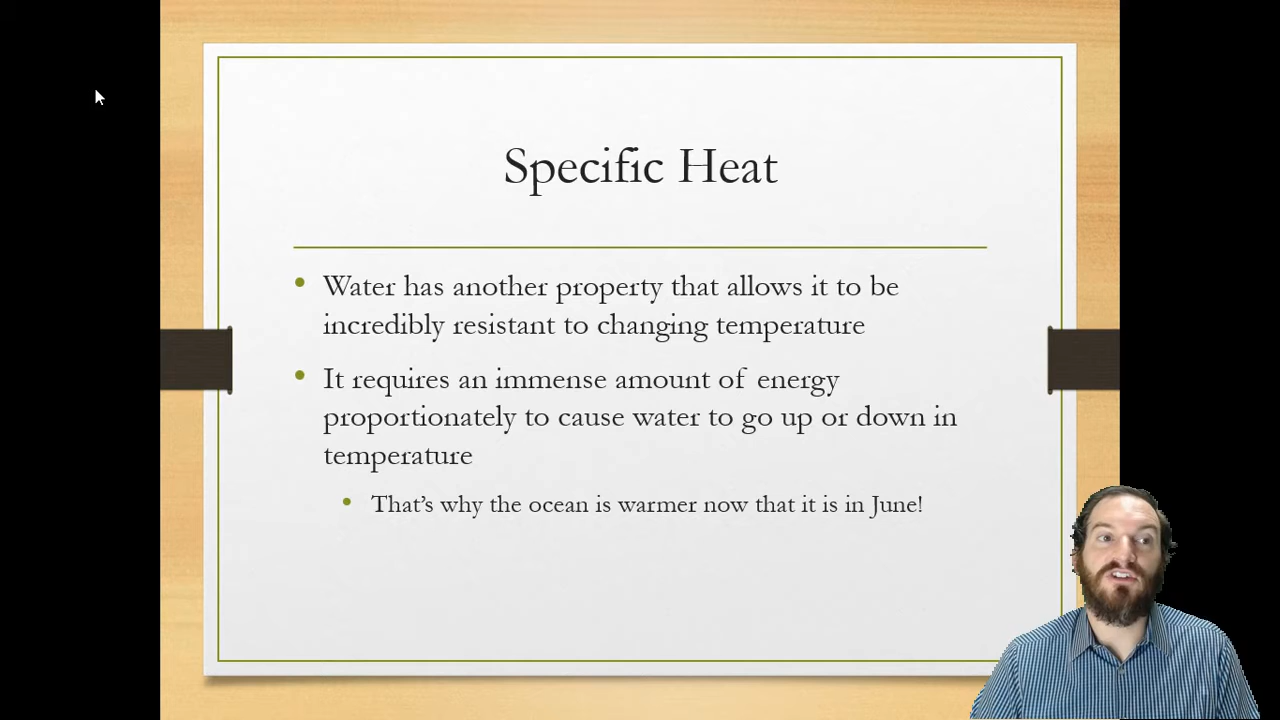 Specific Heat
Water has another property that allows it to be
incredibly resistant to changing temperature
It requires an immense amount of energy
proportionately to cause water to go up or down in
temperature
That's why the ocean is warmer now that it is in June!